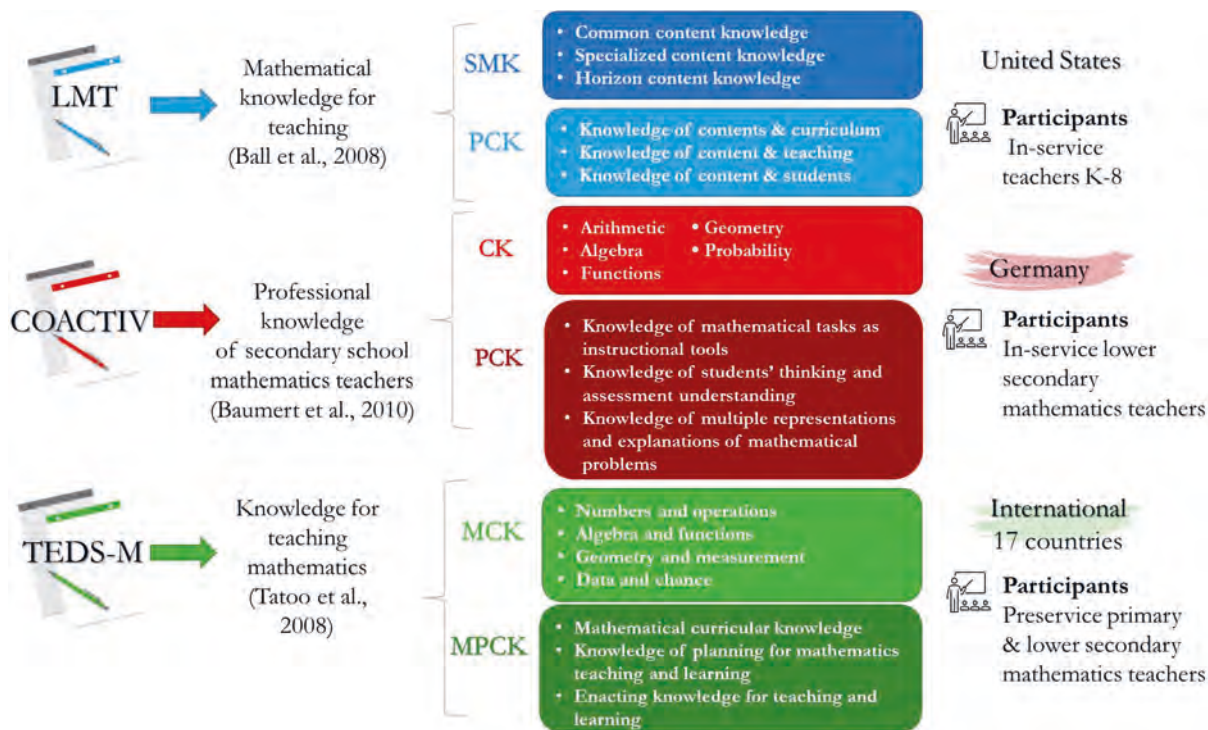 LMT
Mathematical
knowledge for
teaching
(Ball et al., 2008)
SMK
• Common content knowledge
• Specialized content knowledge
• Horizon content knowledge
PCK
• Knowledge of contents & curriculum
• Knowledge of content & teaching
• Knowledge of content & students
United States
Participants
In-service
teachers K-8
COACTIV
Professional
knowledge
of secondary school
mathematics teachers
(Baumert et al., 2010)
CK
• Arithmetic • Geometry
• Algebra • Probability
• Functions
PCK
• Knowledge of mathematical tasks as
instructional tools
• Knowledge of students' thinking and
assessment understanding
• Knowledge of multiple representations
and explanations of mathematical
problems
Germany
Participants
In-service lower
secondary
mathematics teachers
TEDS-M
Knowledge for
teaching
mathematics
(Tatoo et al.,
2008)
MCK
• Numbers and operations
• Algebra and functions
• Geometry and measurement
• Data and chance
MPCK
• Mathematical curricular knowledge
• Knowledge of planning for mathematics
teaching and learning
• Enacting knowledge for teaching and
learning
International
17 countries
Participants
Preservice primary
& lower secondary
mathematics teachers